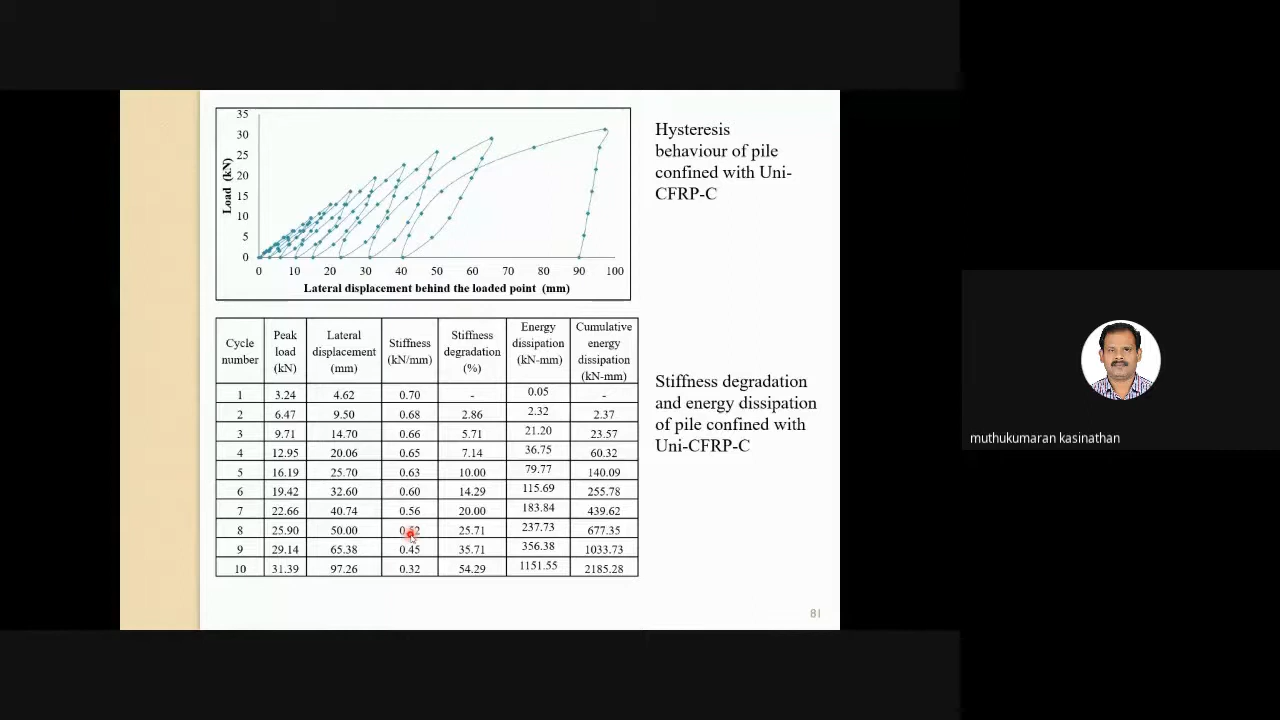 35
30
25
20
15
10
5
0
Load (kN)
0 10 20 30 40 50 60 70 80 90 100
Lateral displacement behind the loaded point (mm)
Hysteresis
behaviour of pile
confined with Uni-
CFRP-C
Cycle number Peak load (kN) Lateral displacement (mm) Stiffness (kN/mm) Stiffness degradation (%) Energy dissipation (kN-mm) Cumulative energy dissipation (kN-mm)
1 3.24 4.62 0.70 - 0.05 -
2 6.47 9.50 0.68 2.86 2.32 2.37
3 9.71 14.70 0.66 5.71 21.20 23.57
4 12.95 20.06 0.65 7.14 36.75 60.32
5 16.19 25.70 0.63 10.00 79.77 140.09
6 19.42 32.60 0.60 14.29 115.69 255.78
7 22.66 40.74 0.56 20.00 183.84 439.62
8 25.90 50.00 0.52 25.71 237.73 677.35
9 29.14 65.38 0.45 35.71 356.38 1033.73
10 31.39 97.26 0.32 54.29 1151.55 2185.28
Stiffness degradation
and energy dissipation
of pile confined with
Uni-CFRP-C
81
muthukumaran kasinathan